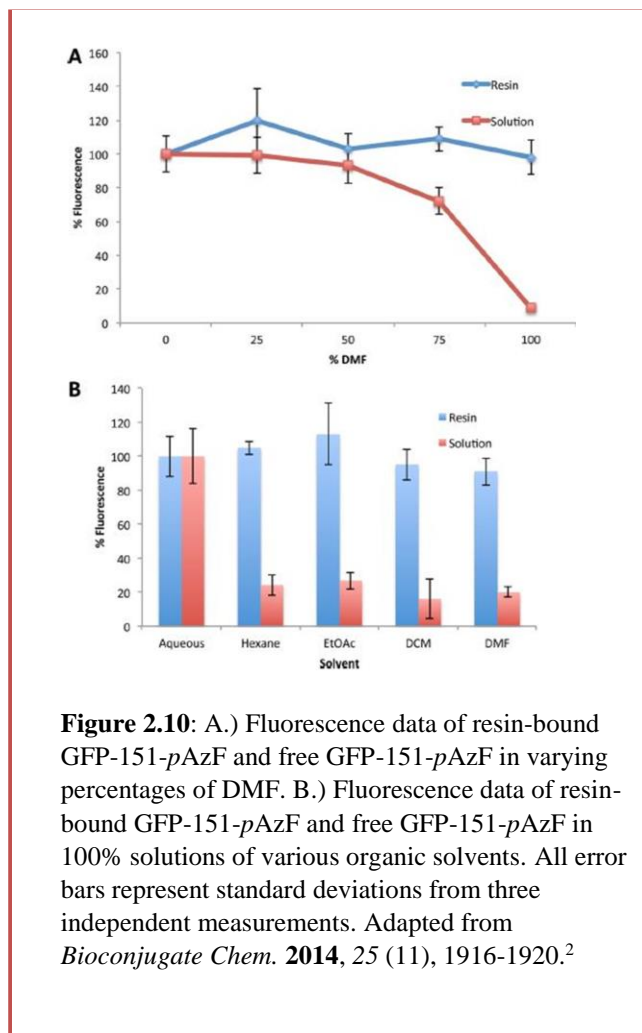 A
160
140
120
100
80
60
40
20
0
% Fluorescence
Resin
Solution
0 25 50 75 100
% DMF
B
140
120
100
80
60
40
20
0
% Fluorescence
Resin
Solution
Aqueous Hexane EtOAc DCM DMF
Solvent
Figure 2.10: A.) Fluorescence data of resin-bound
GFP-151-pAzF and free GFP-151-pAzF in varying
percentages of DMF. B.) Fluorescence data of resin-
bound GFP-151-pAzF and free GFP-151-pAzF in
100% solutions of various organic solvents. All error
bars represent standard deviations from three
independent measurements. Adapted from
Bioconjugate Chem. 2014, 25 (11), 1916-1920.²